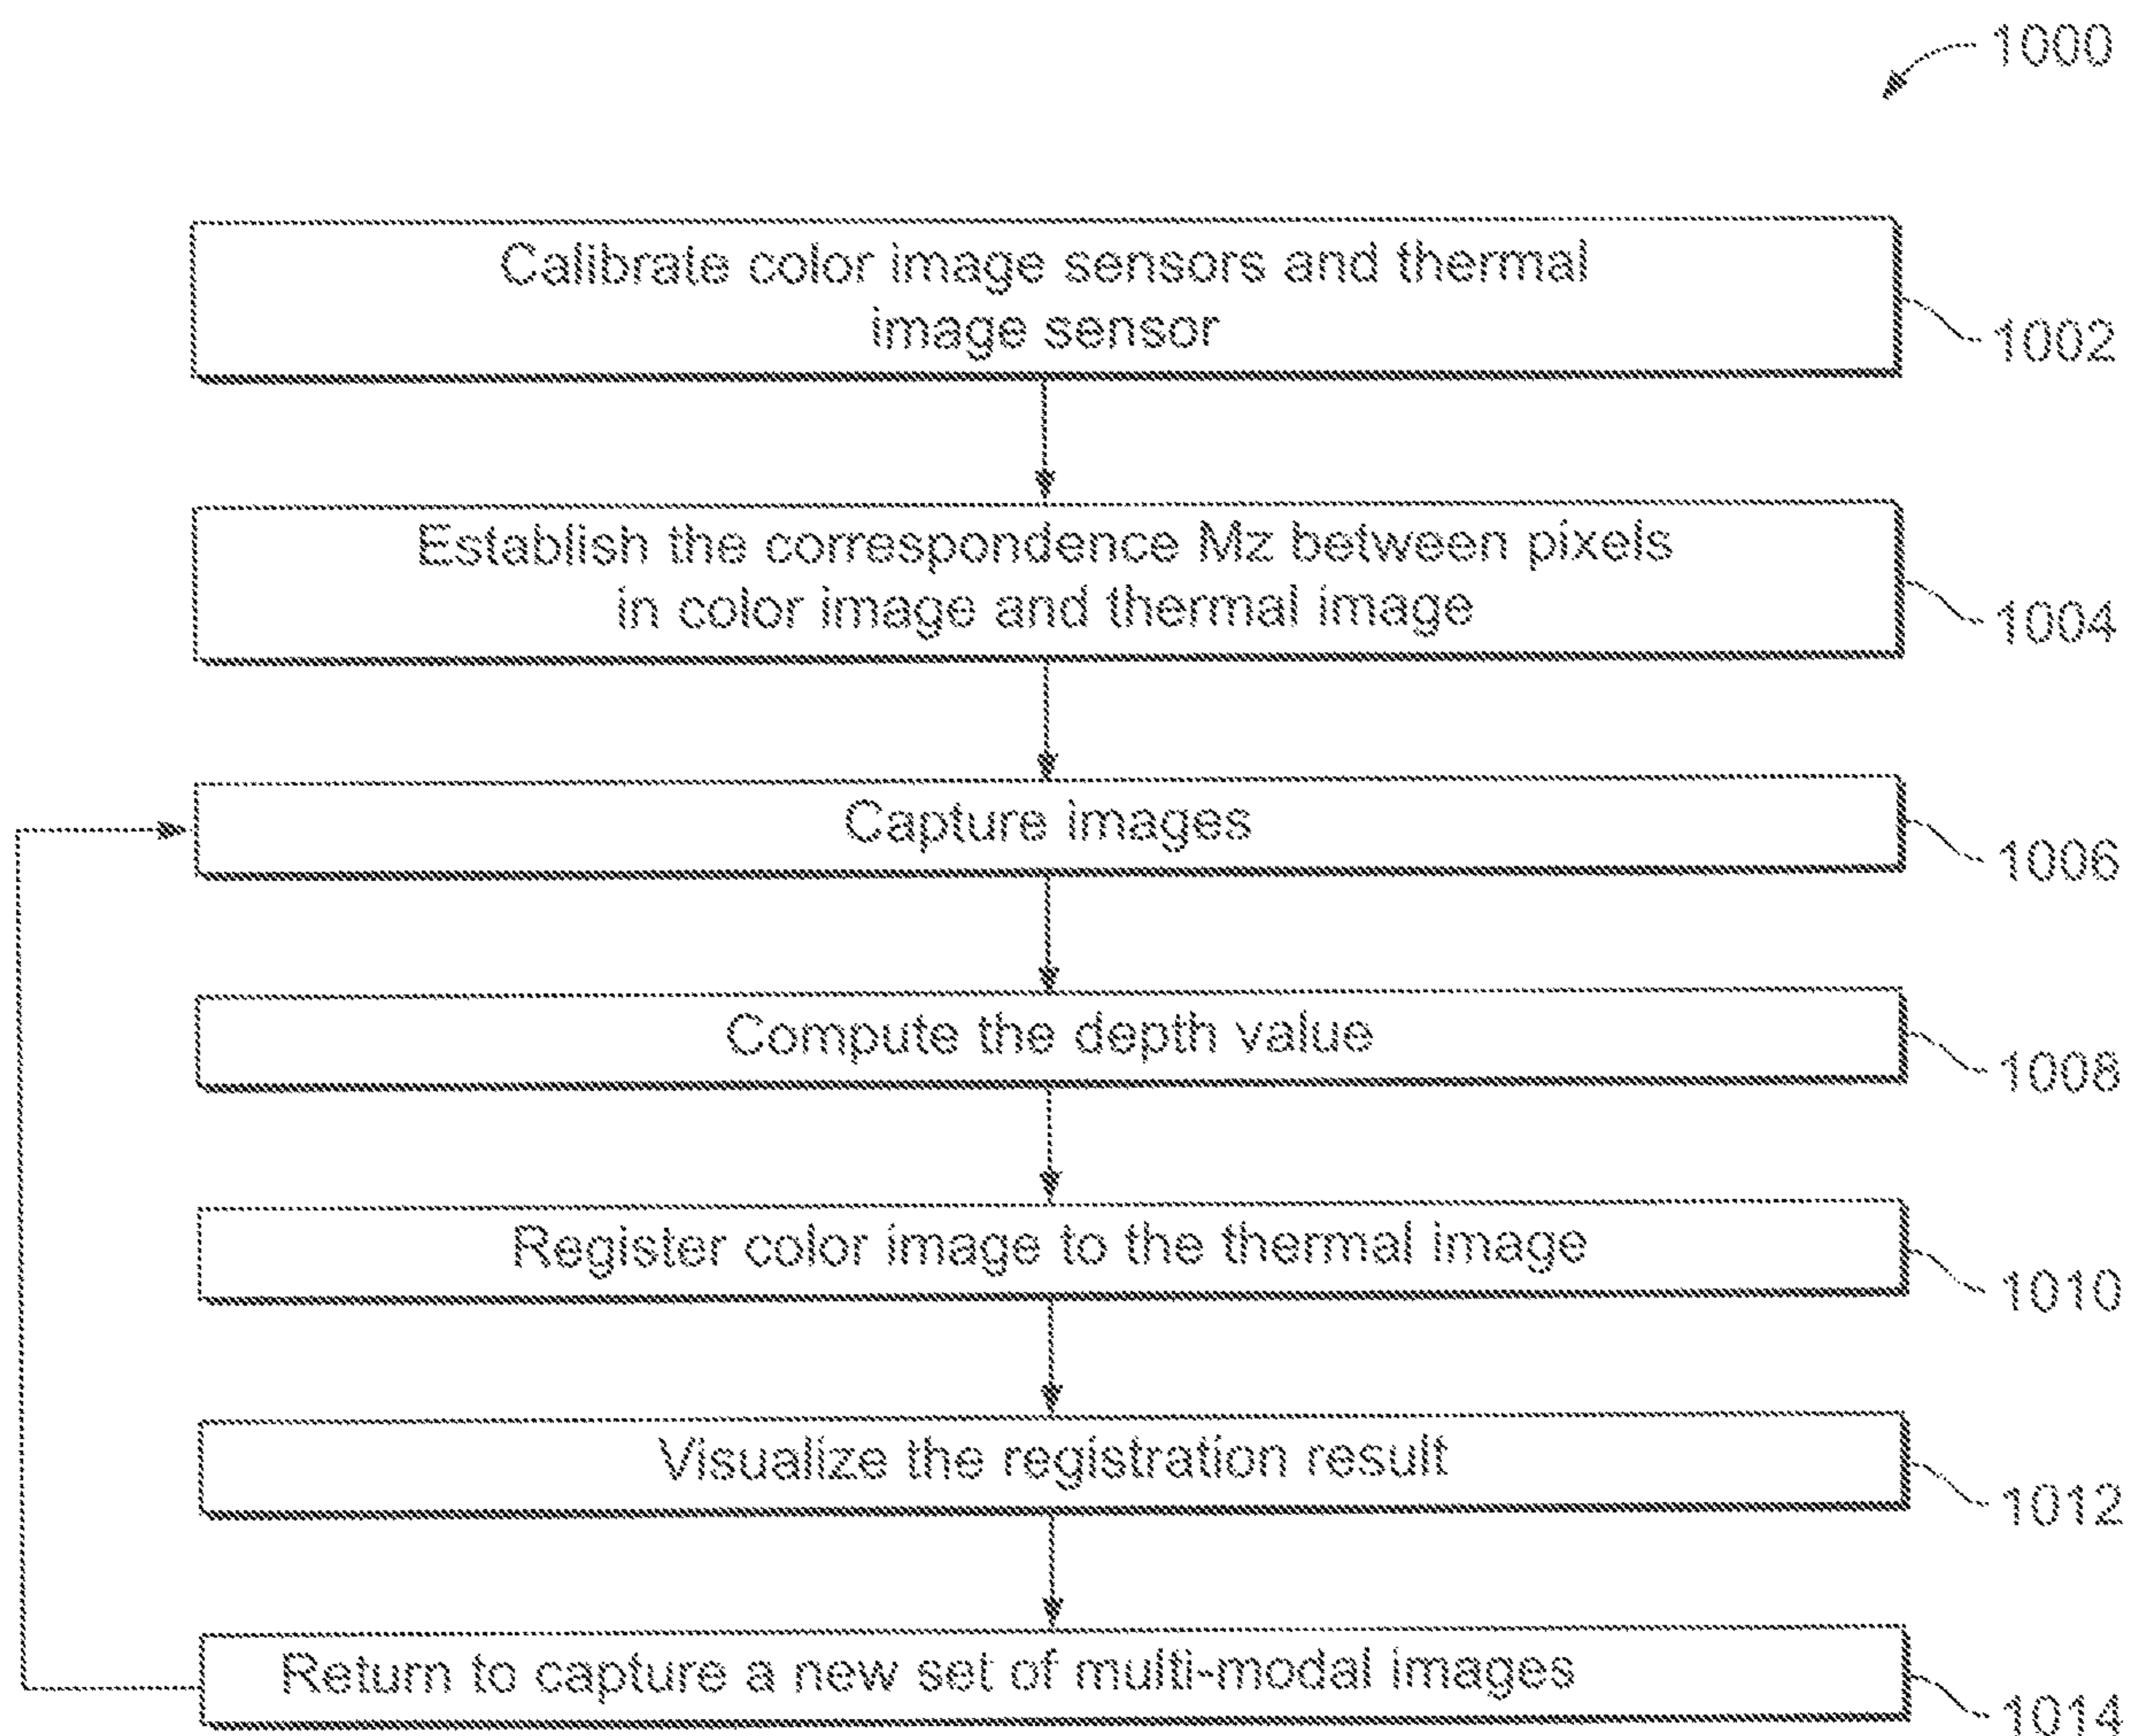 1000
Calibrate color image sensors and thermal
image sensor
1002
Establish the correspondence Mz between pixels
in color image and thermal image
1004
Capture images
1006
Compute the depth value
1008
Register color image to the thermal image
1010
Visualize the registration result
1012
Return to capture a new set of multi-modal images
1014